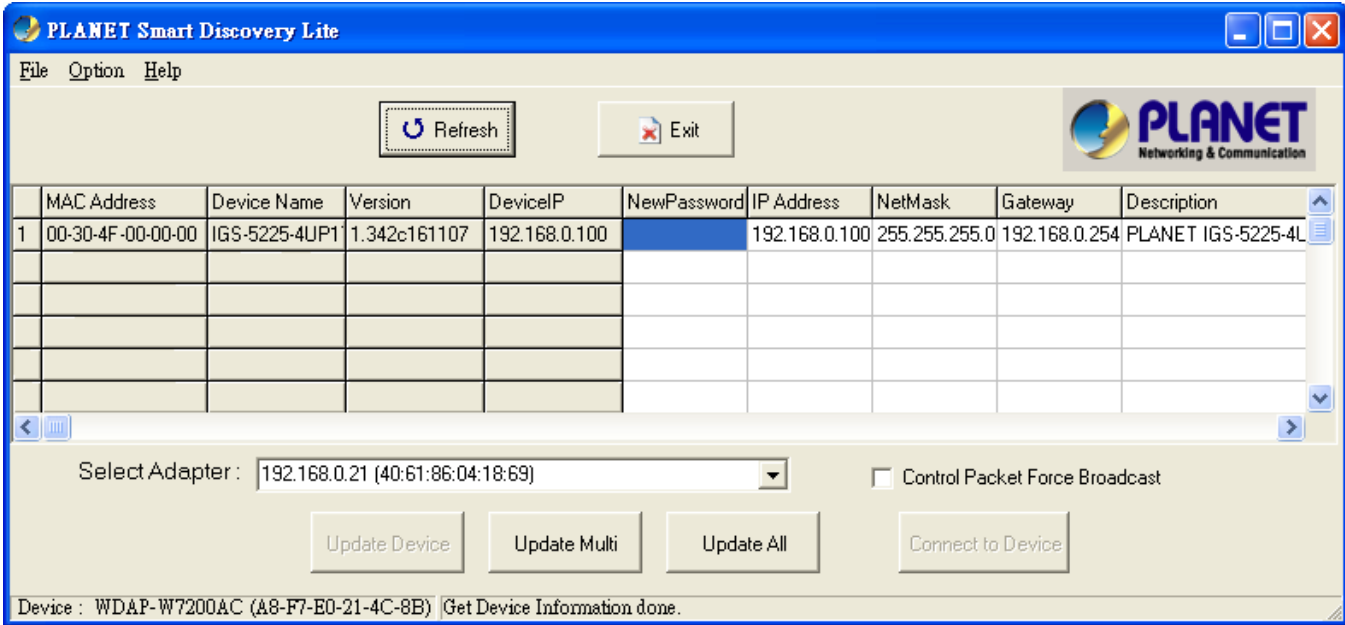 PLANET Smart Discovery Lite
File Option Help
Refresh Exit
PLANET
Networking & Communication
MAC Address Device Name Version DeviceIP NewPassword IP Address NetMask Gateway Description
1 00-30-4F-00-00-00 IGS-5225-4UP1 1.342c161107 192.168.0.100 192.168.0.100 255.255.255.0 192.168.0.254 PLANET IGS-5225-4U
Select Adapter : 192.168.0.21 (40:61:86:04:18:69) Control Packet Force Broadcast
Update Device Update Multi Update All Connect to Device
Device : WDAP-W7200AC (A8-F7-E0-21-4C-8B) Get Device Information done.